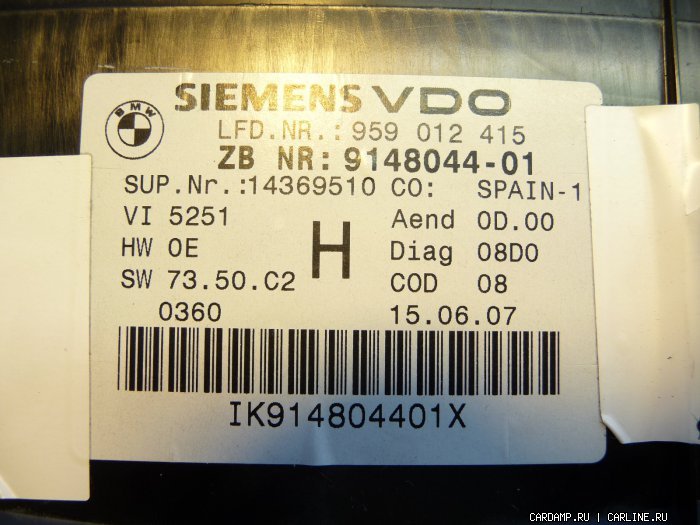 BMW
SIEMENS VDO
LFD.NR.: 959 012 415
ZB NR: 9148044-01
SUP.Nr.:14369510 CO: SPAIN-1
VI 5251 Aend 0D.00
HW 0E H Diag 08D0
SW 73.50.C2 COD 08
0360 15.06.07
IK914804401X
CARDAMP.RU | CARLINE.RU